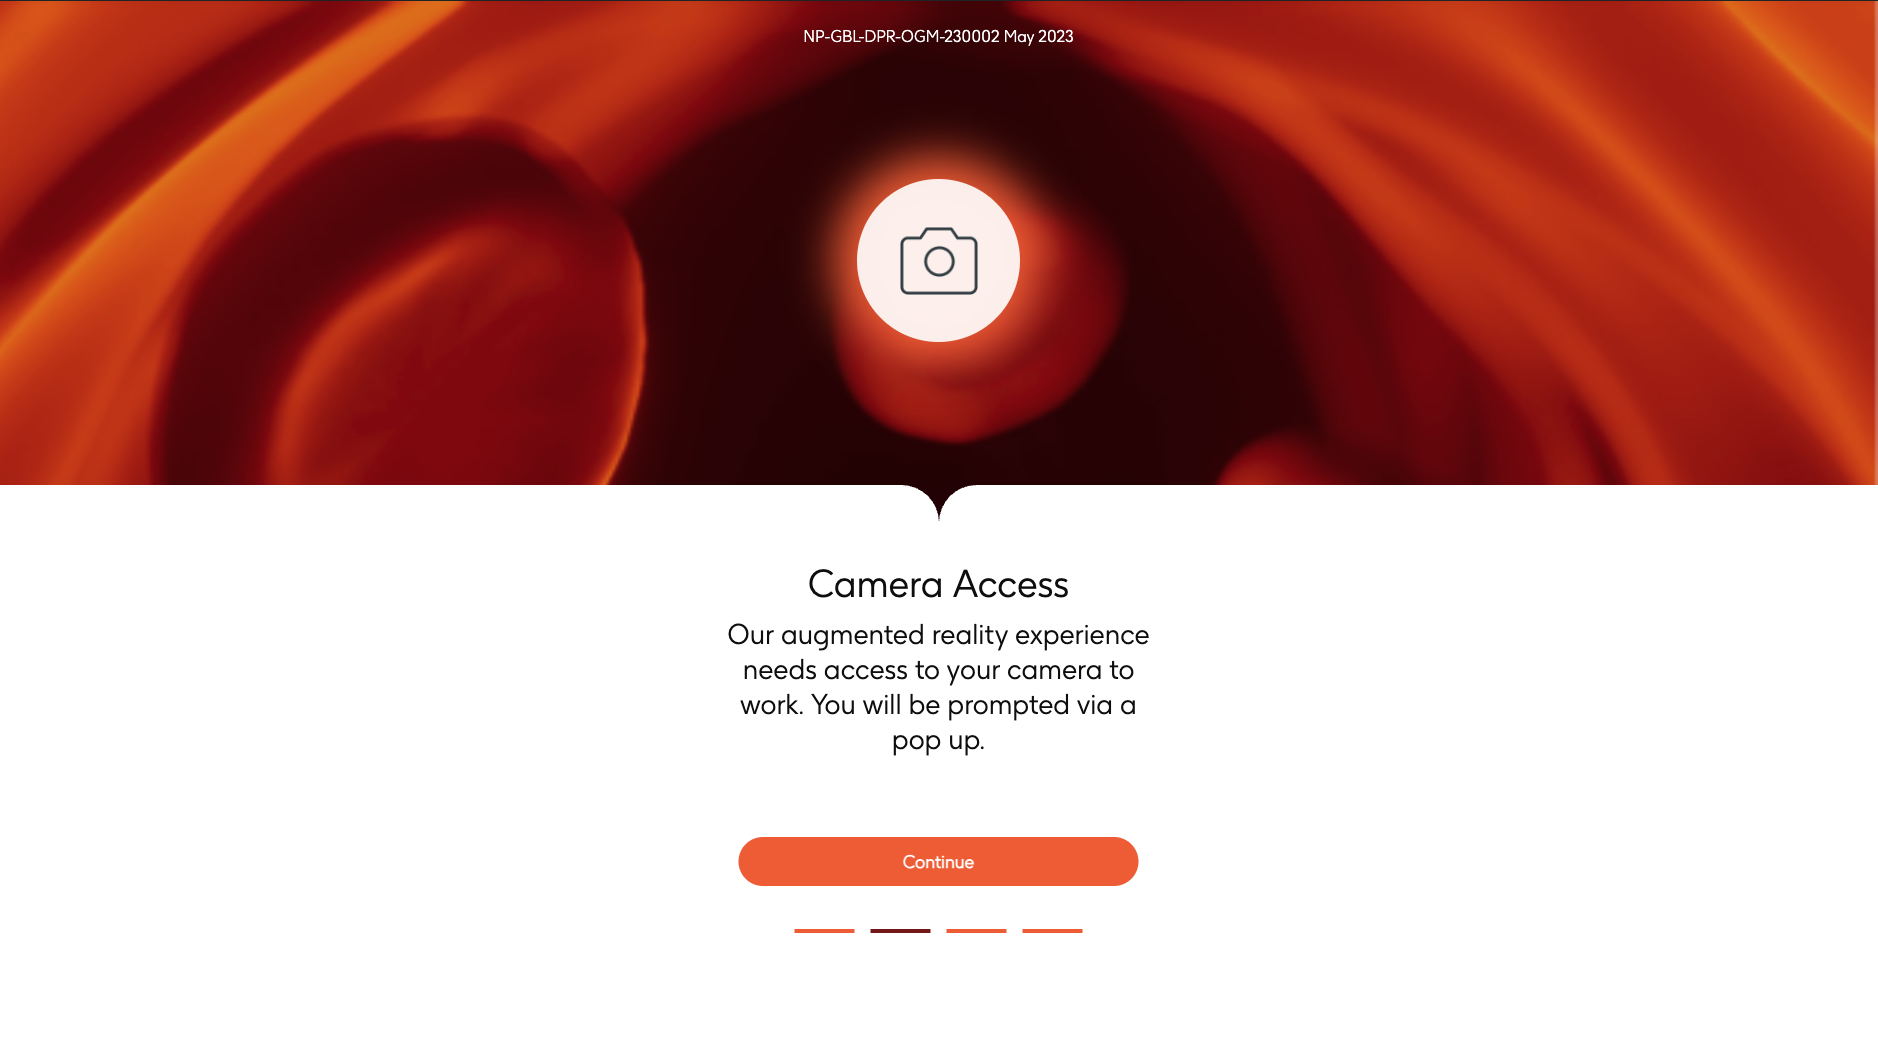 NP-GBL-DPR-OGM-230002 May 2023
Camera Access
Our augmented reality experience
needs access to your camera to
work. You will be prompted via a
pop up.
Continue